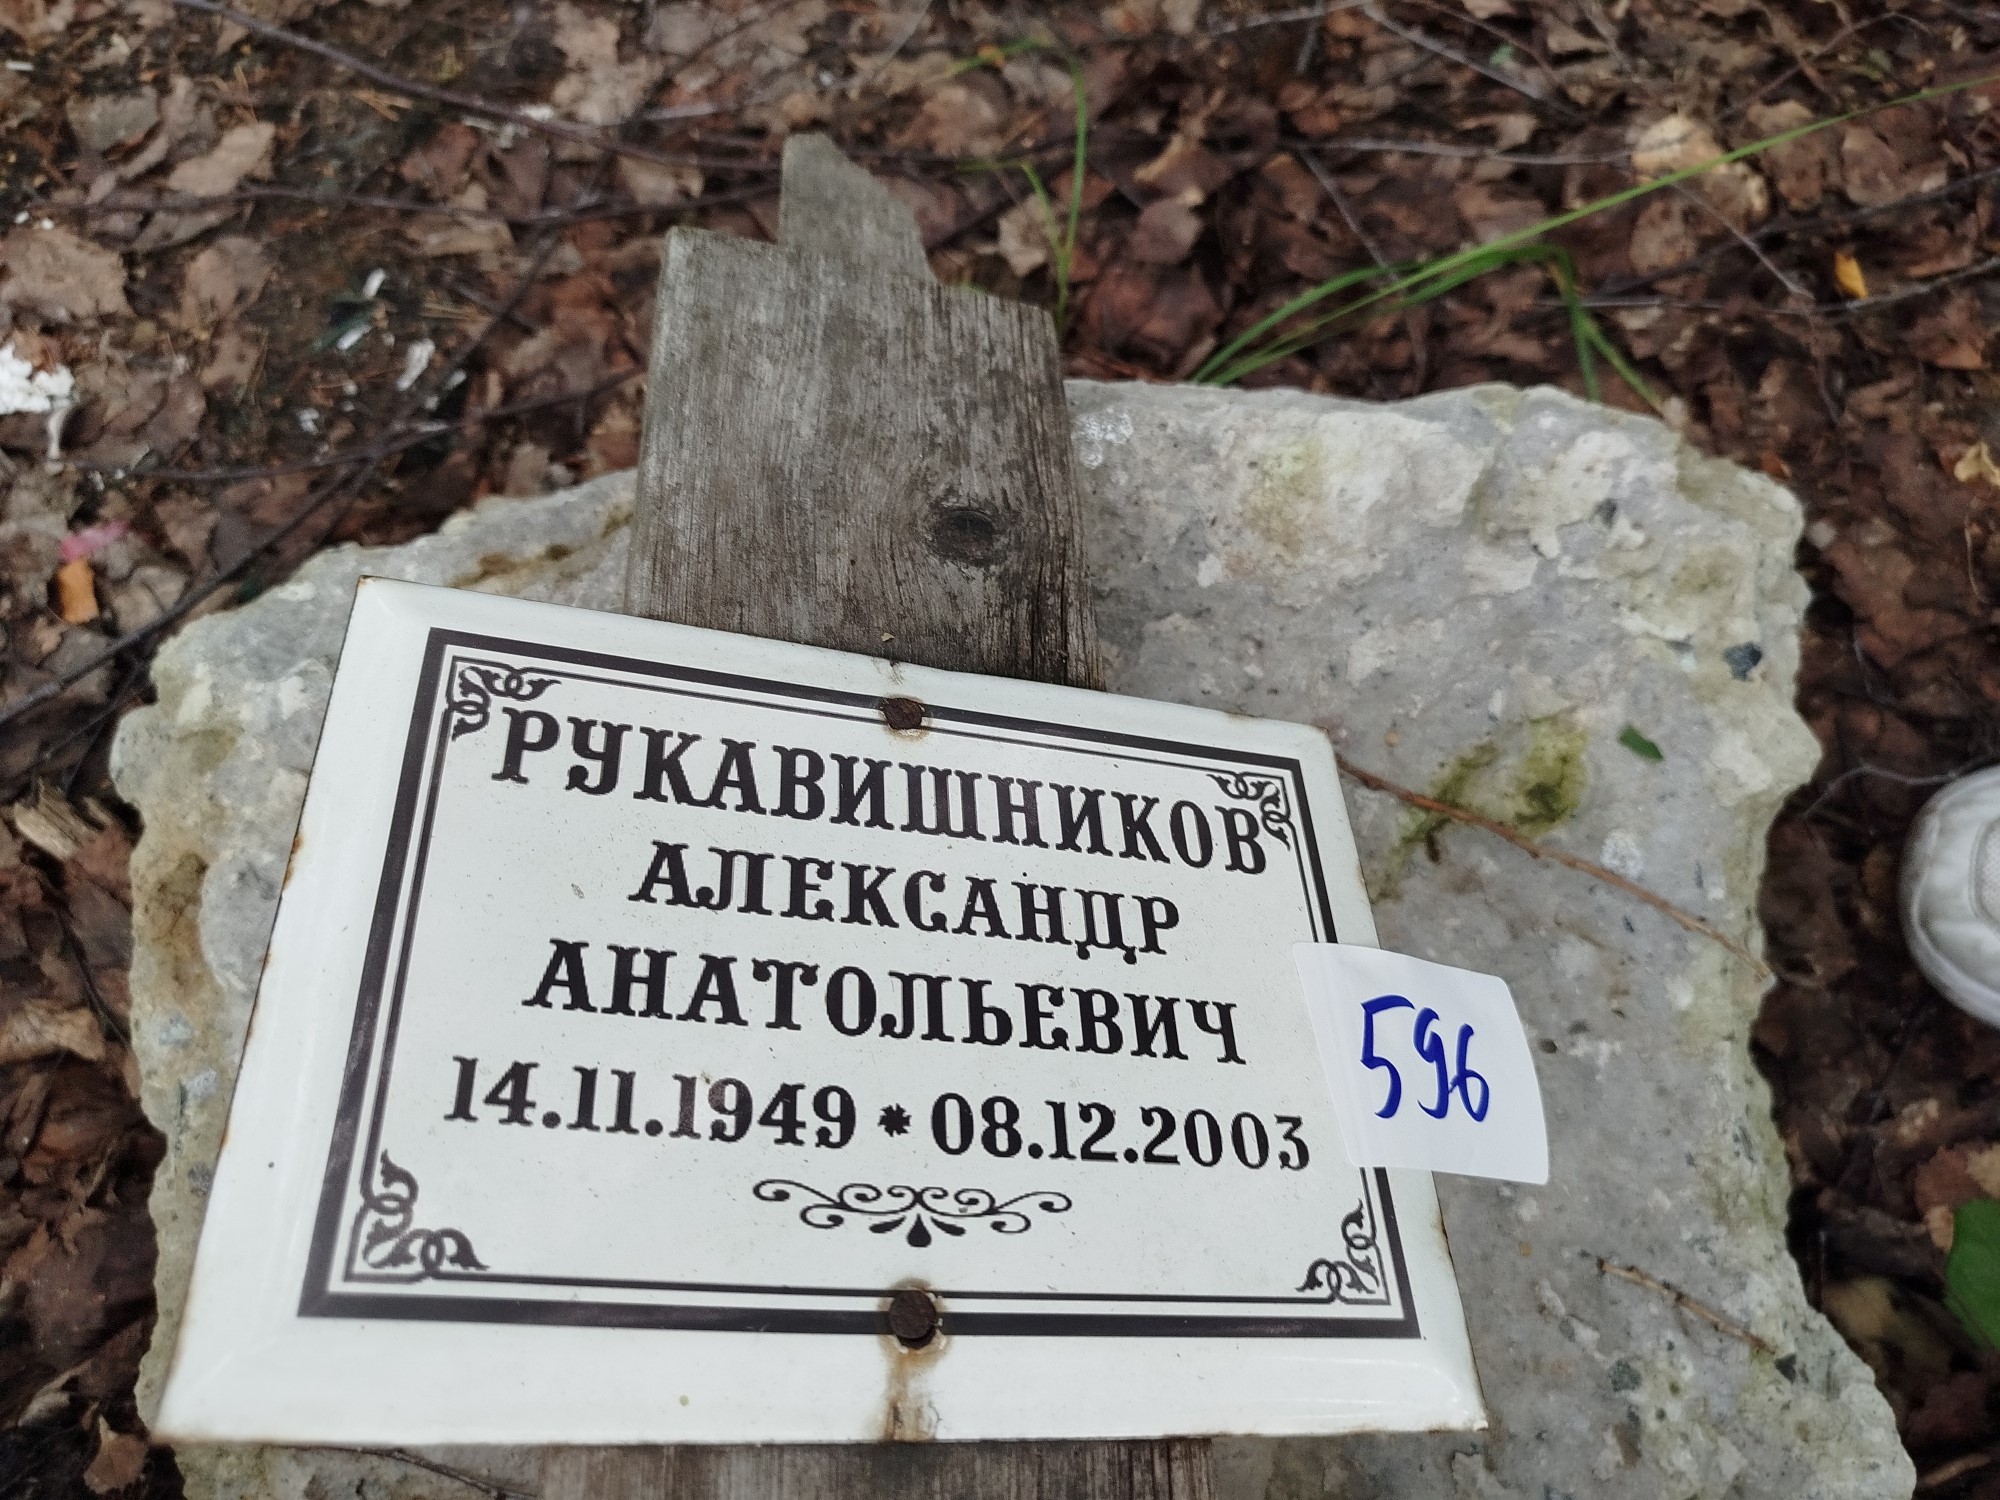 РУКАВИШНИКОВ
АЛЕКСАНДР
АНАТОЛЬЕВИЧ
14.11.1949 * 08.12.2003
596